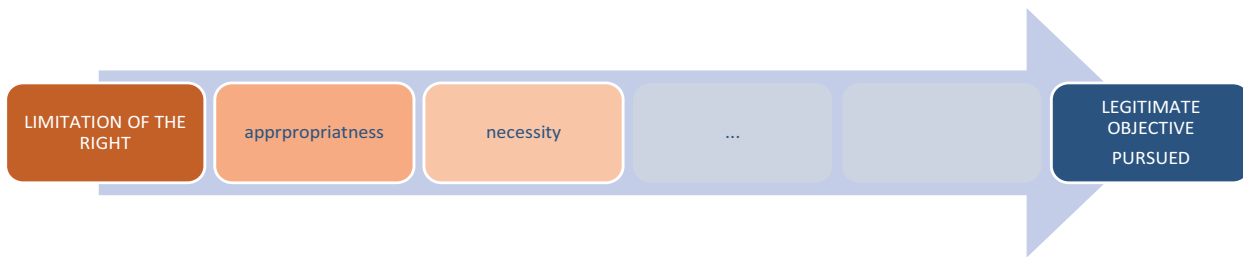 LIMITATION OF THE
RIGHT
apprpropriatness
necessity
...
LEGITIMATE
OBJECTIVE
PURSUED